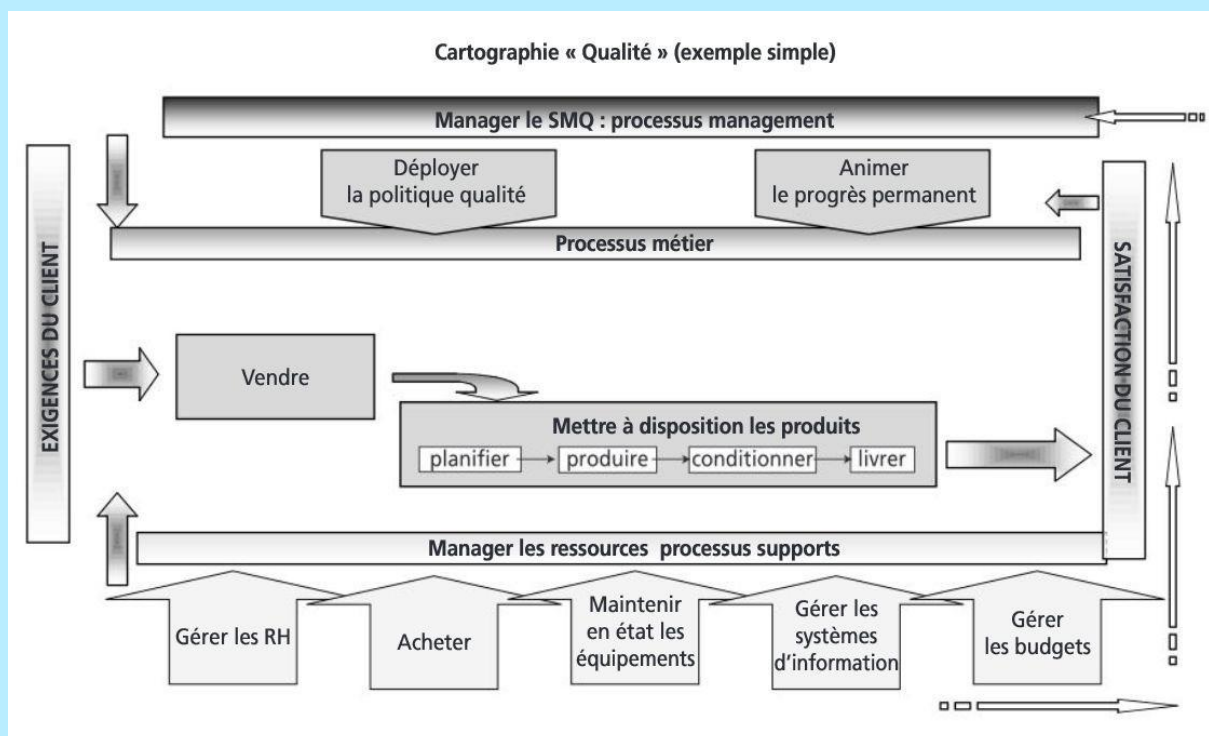 Cartographie « Qualité » (exemple simple)
Manager le SMQ : processus management
Déployer
la politique qualité
Animer
le progrès permanent
Processus métier
EXIGENCES DU CLIENT
SATISFACTION DU CLIENT
Vendre
Mettre à disposition les produits
planifier
produire
conditionner
livrer
Manager les ressources processus supports
Gérer les RH
Acheter
Maintenir
en état les
équipements
Gérer les
systèmes
d'information
Gérer
les budgets